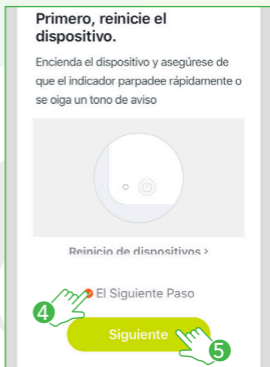 Primero, reinicie el
dispositivo.
Encienda el dispositivo y asegúrese de
que el indicador parpadee rápidamente o
se oiga un tono de aviso
Reinicio de dispositivos >
4
El Siguiente Paso
Siguiente
5